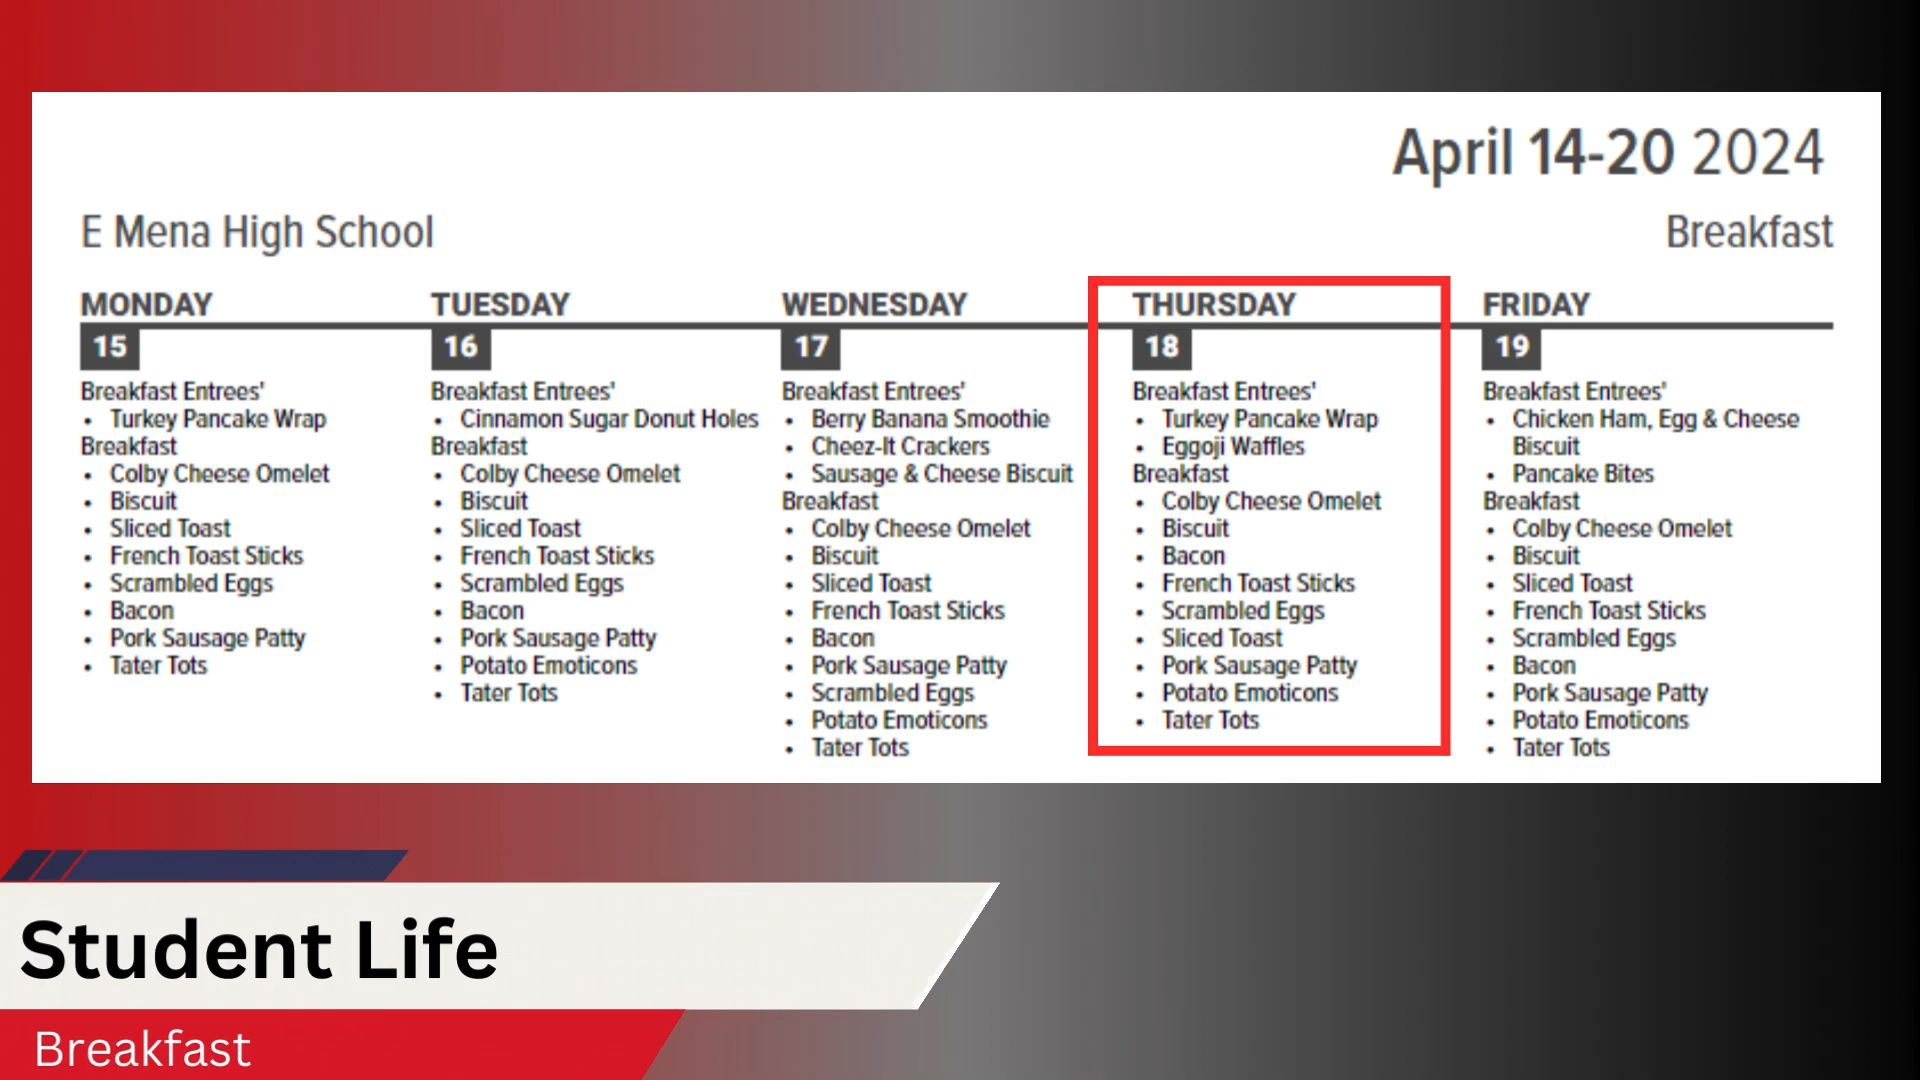 April 14-20 2024
E Mena High School
Breakfast
MONDAY
15
Breakfast Entrees'
• Turkey Pancake Wrap
Breakfast
• Colby Cheese Omelet
• Biscuit
• Sliced Toast
• French Toast Sticks
• Scrambled Eggs
• Bacon
• Pork Sausage Patty
• Tater Tots
TUESDAY
16
Breakfast Entrees'
• Cinnamon Sugar Donut Holes
Breakfast
• Colby Cheese Omelet
• Biscuit
• Sliced Toast
• French Toast Sticks
• Scrambled Eggs
• Bacon
• Pork Sausage Patty
• Potato Emoticons
• Tater Tots
WEDNESDAY
17
Breakfast Entrees'
• Berry Banana Smoothie
• Cheez-It Crackers
• Sausage & Cheese Biscuit
Breakfast
• Colby Cheese Omelet
• Biscuit
• Sliced Toast
• French Toast Sticks
• Bacon
• Pork Sausage Patty
• Scrambled Eggs
• Potato Emoticons
• Tater Tots
THURSDAY
18
Breakfast Entrees'
• Turkey Pancake Wrap
• Eggoji Waffles
Breakfast
• Colby Cheese Omelet
• Biscuit
• Bacon
• French Toast Sticks
• Scrambled Eggs
• Sliced Toast
• Pork Sausage Patty
• Potato Emoticons
• Tater Tots
FRIDAY
19
Breakfast Entrees'
• Chicken Ham, Egg & Cheese
Biscuit
• Pancake Bites
Breakfast
• Colby Cheese Omelet
• Biscuit
• Sliced Toast
• French Toast Sticks
• Scrambled Eggs
• Bacon
• Pork Sausage Patty
• Potato Emoticons
• Tater Tots
Student Life
Breakfast